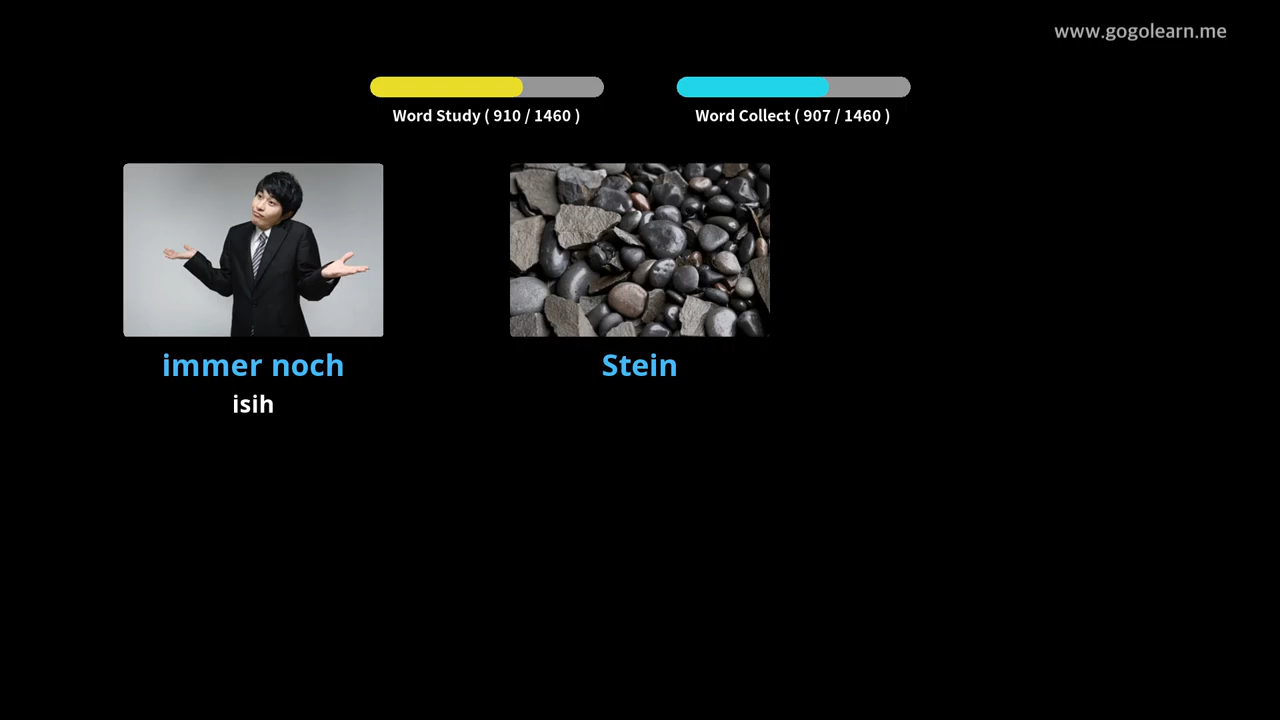 www.gogolearn.me
Word Study ( 910 / 1460 )
Word Collect ( 907 / 1460 )
immer noch
Stein
isih